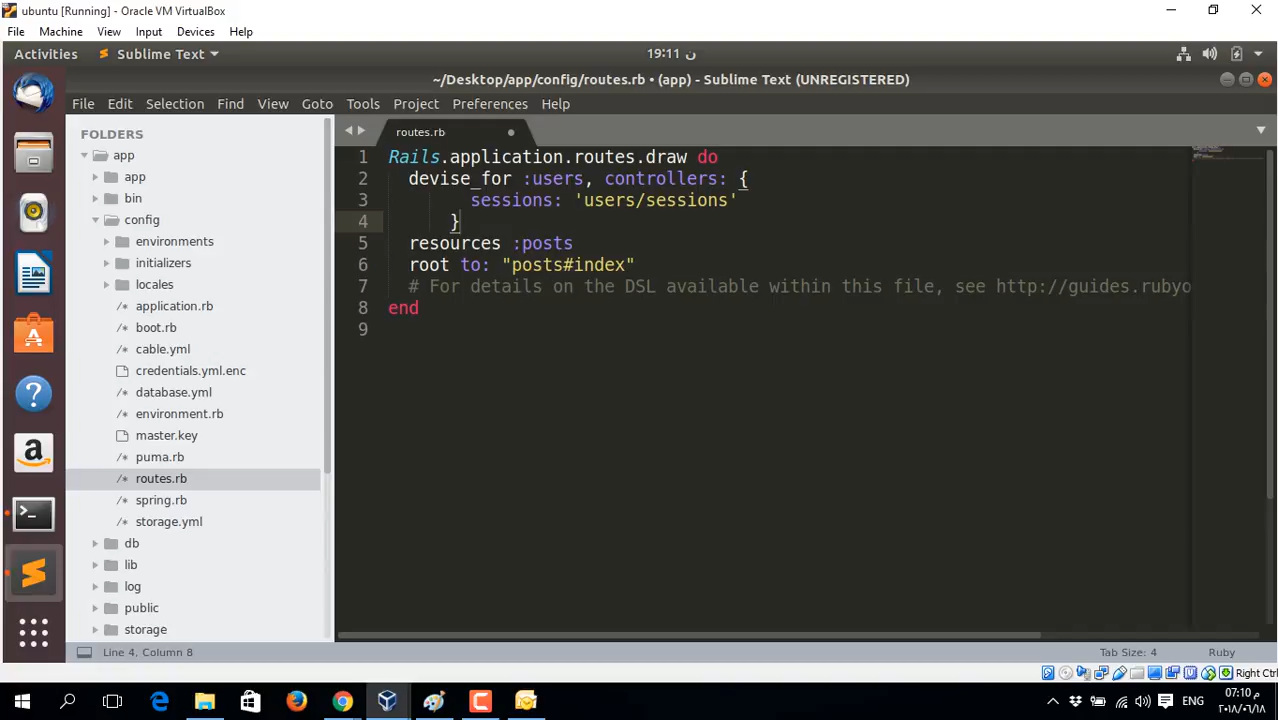 ubuntu [Running] - Oracle VM VirtualBox
File Machine View Input Devices Help
Activities Sublime Text 19:11 ن
~/Desktop/app/config/routes.rb • (app) - Sublime Text (UNREGISTERED)
File Edit Selection Find View Goto Tools Project Preferences Help
FOLDERS
app
app
bin
config
environments
initializers
locales
/* application.rb
/* boot.rb
/* cable.yml
credentials.yml.enc
/* database.yml
/* environment.rb
master.key
/* puma.rb
/* routes.rb
/* spring.rb
/* storage.yml
db
lib
log
public
storage
routes.rb
1 Rails.application.routes.draw do
2 devise_for :users, controllers: {
3 sessions: 'users/sessions'
4 }
5 resources :posts
6 root to: "posts#index"
7 # For details on the DSL available within this file, see http://guides.rubyo
8 end
9
Line 4, Column 8 Tab Size: 4 Ruby
Right Ctrl
ENG
07:10 م
٢٠١٨/٠٦/١٨